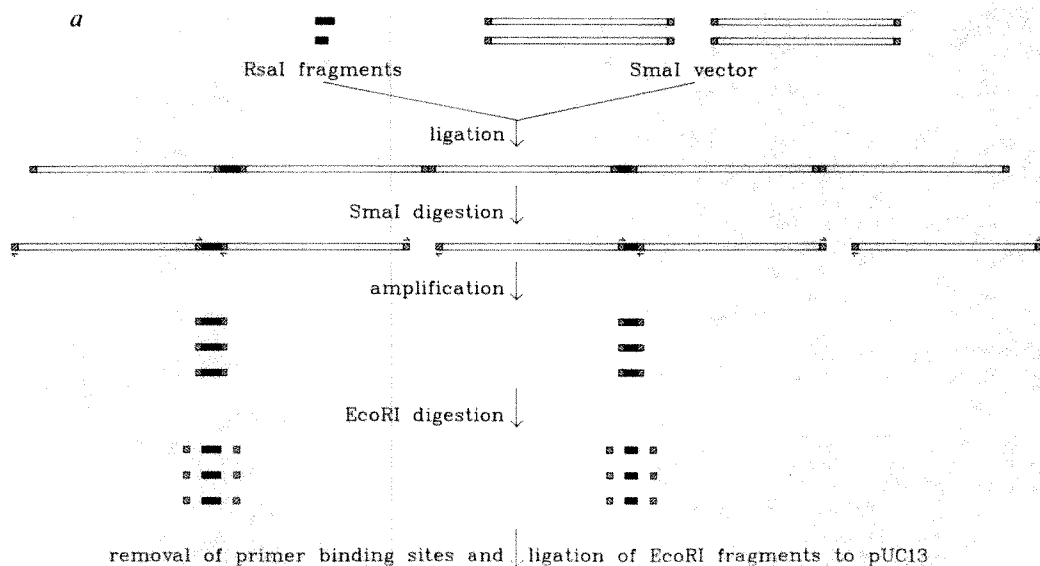 a
RsaI fragments
SmaI vector
ligation
SmaI digestion
amplification
EcoRI digestion
removal of primer binding sites and ligation of EcoRI fragments to pUC13